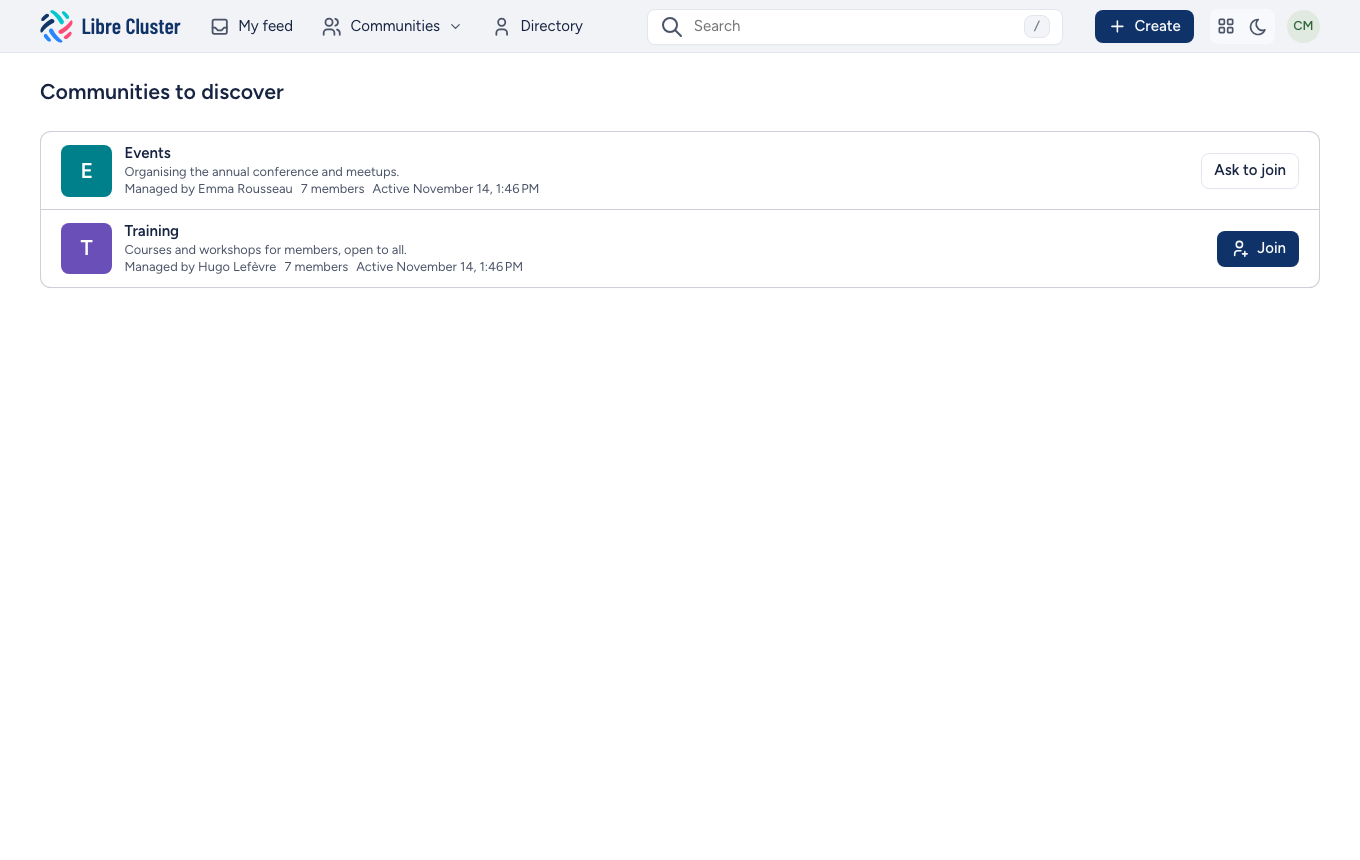 Libre Cluster
My feed
Communities
Directory
Search
/
Create
CM
Communities to discover
E
Events
Organising the annual conference and meetups.
Managed by Emma Rousseau 7 members Active November 14, 1:46 PM
Ask to join
T
Training
Courses and workshops for members, open to all.
Managed by Hugo Lefèvre 7 members Active November 14, 1:46 PM
Join